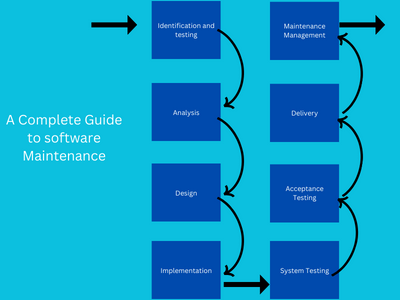 A Complete Guide
to software
Maintenance
Identification and
testing
Analysis
Design
Implementation
System Testing
Acceptance
Testing
Delivery
Maintenance
Management